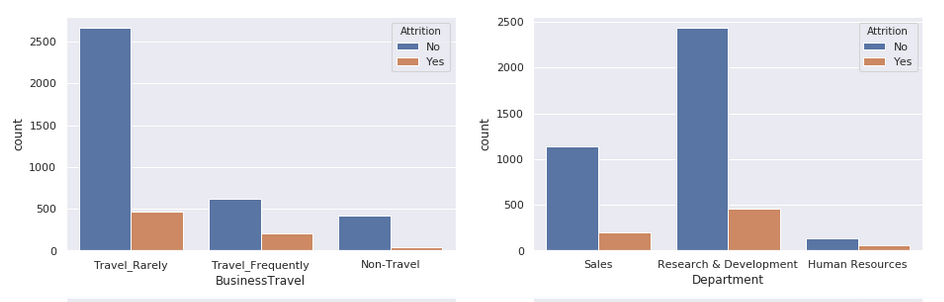 Attrition
No
Yes
2500
2000
1500
1000
500
0
count
Travel_Rarely
Travel_Frequently
Non-Travel
BusinessTravel
Attrition
No
Yes
2500
2000
1500
1000
500
0
count
Sales
Research & Development
Human Resources
Department